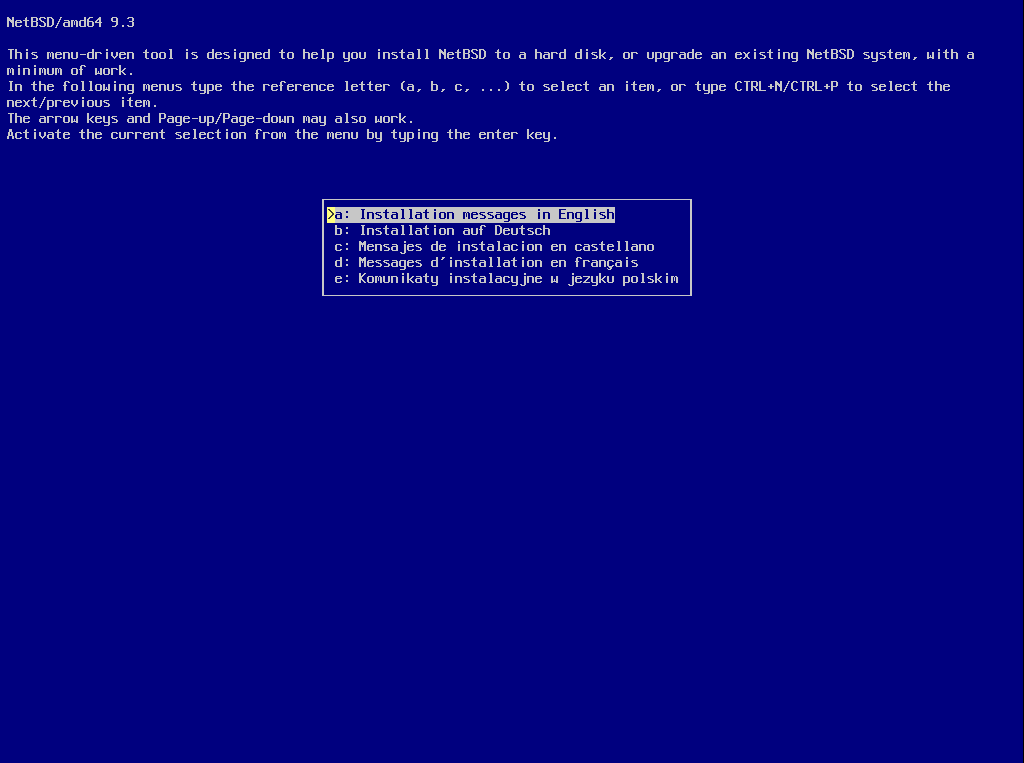 NetBSD/amd64 9.3
This menu-driven tool is designed to help you install NetBSD to a hard disk, or upgrade an existing NetBSD system, with a
minimum of work.
In the following menus type the reference letter (a, b, c, ...) to select an item, or type CTRL+N/CTRL+P to select the
next/previous item.
The arrow keys and Page-up/Page-down may also work.
Activate the current selection from the menu by typing the enter key.
>a: Installation messages in English
b: Installation auf Deutsch
c: Mensajes de instalacion en castellano
d: Messages d'installation en français
e: Komunikaty instalacyjne w jezyku polskim